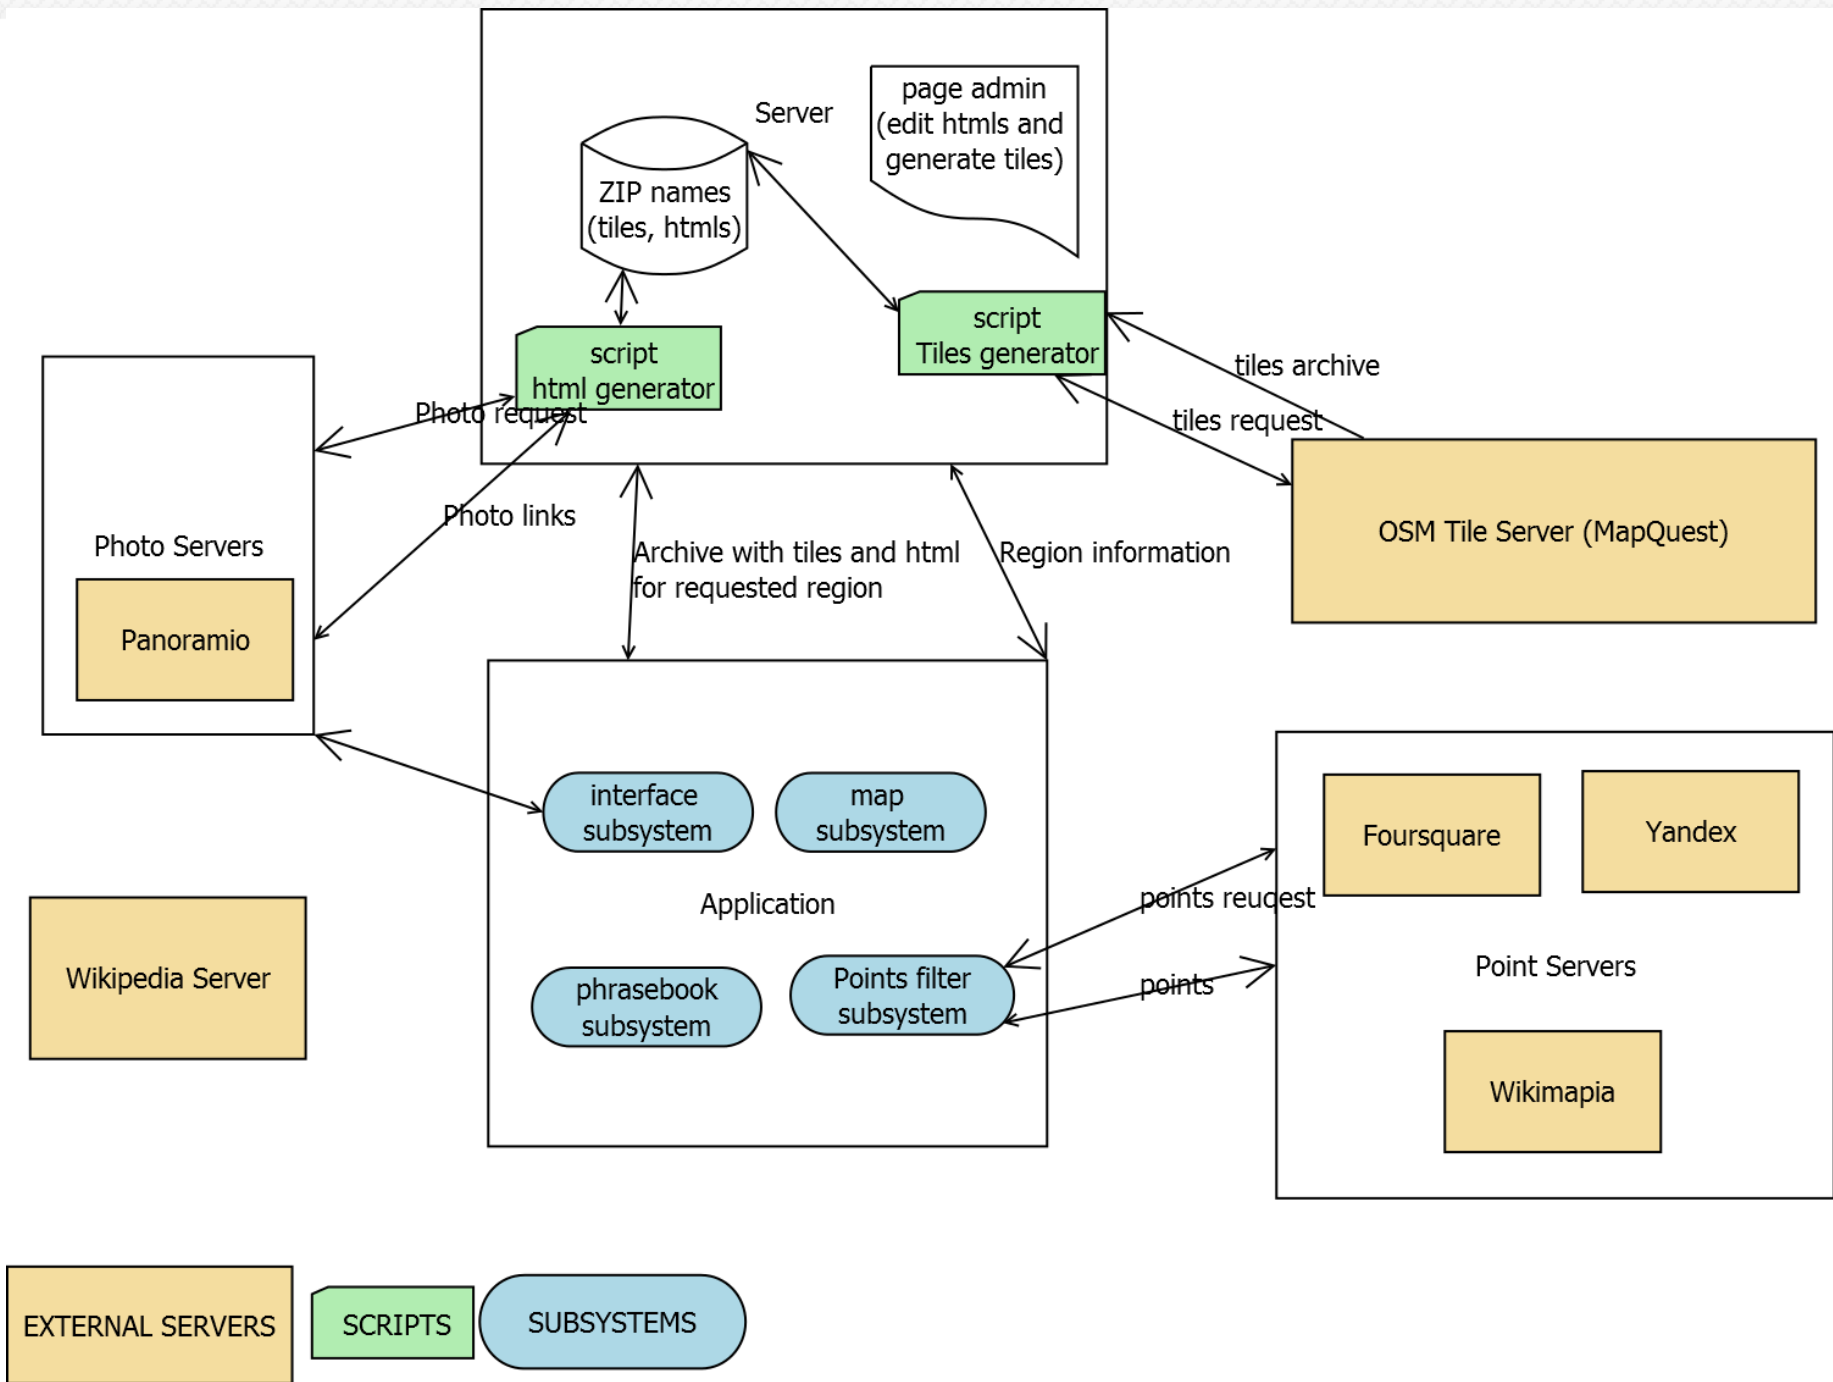 Server
page admin
(edit htmls and
generate tiles)
ZIP names
(tiles, htmls)
script
Tiles generator
script
html generator
tiles archive
tiles request
Photo request
Photo links
Photo Servers
Panoramio
OSM Tile Server (MapQuest)
Archive with tiles and html
for requested region
Region information
interface
subsystem
map
subsystem
Application
phrasebook
subsystem
Points filter
subsystem
points reuqest
points
Foursquare
Yandex
Point Servers
Wikimapia
Wikipedia Server
EXTERNAL SERVERS
SCRIPTS
SUBSYSTEMS